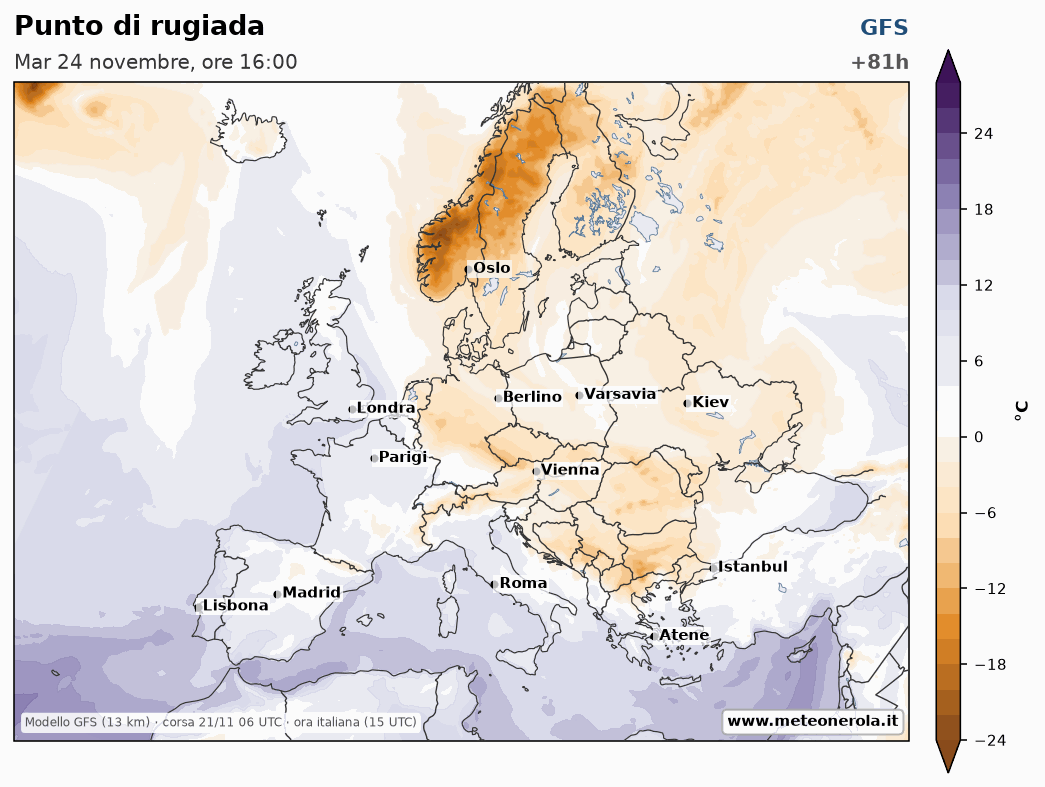 Punto di rugiada
GFS
Mar 24 novembre, ore 16:00
+81h
24
18
12
6
0
−6
−12
−18
−24
°C
Oslo
Berlino
Varsavia
Kiev
Londra
Parigi
Vienna
Istanbul
Roma
Madrid
Lisbona
Atene
Modello GFS (13 km) · corsa 21/11 06 UTC · ora italiana (15 UTC)
www.meteonerola.it